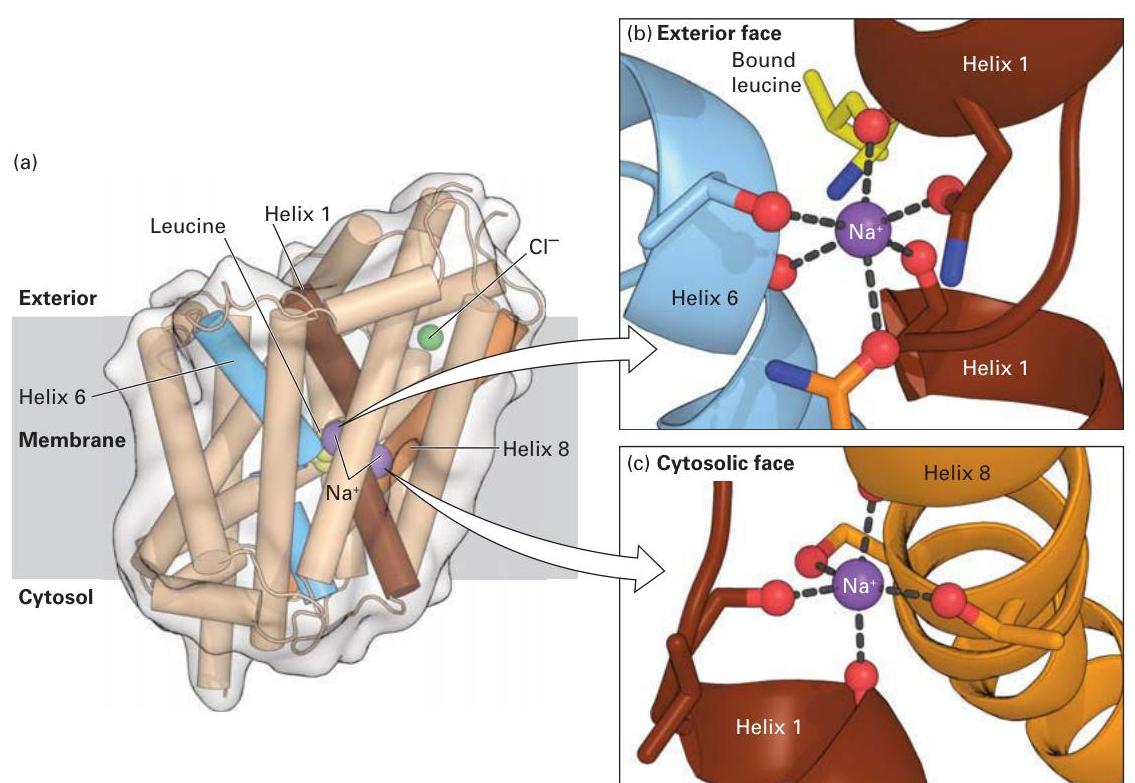 (a)
Leucine
Helix 1
Cl⁻
Exterior
Helix 6
Membrane
Helix 8
Na⁺
Cytosol
(b) Exterior face
Bound
leucine
Helix 1
Na⁺
Helix 6
Helix 1
(c) Cytosolic face
Helix 8
Na⁺
Helix 1